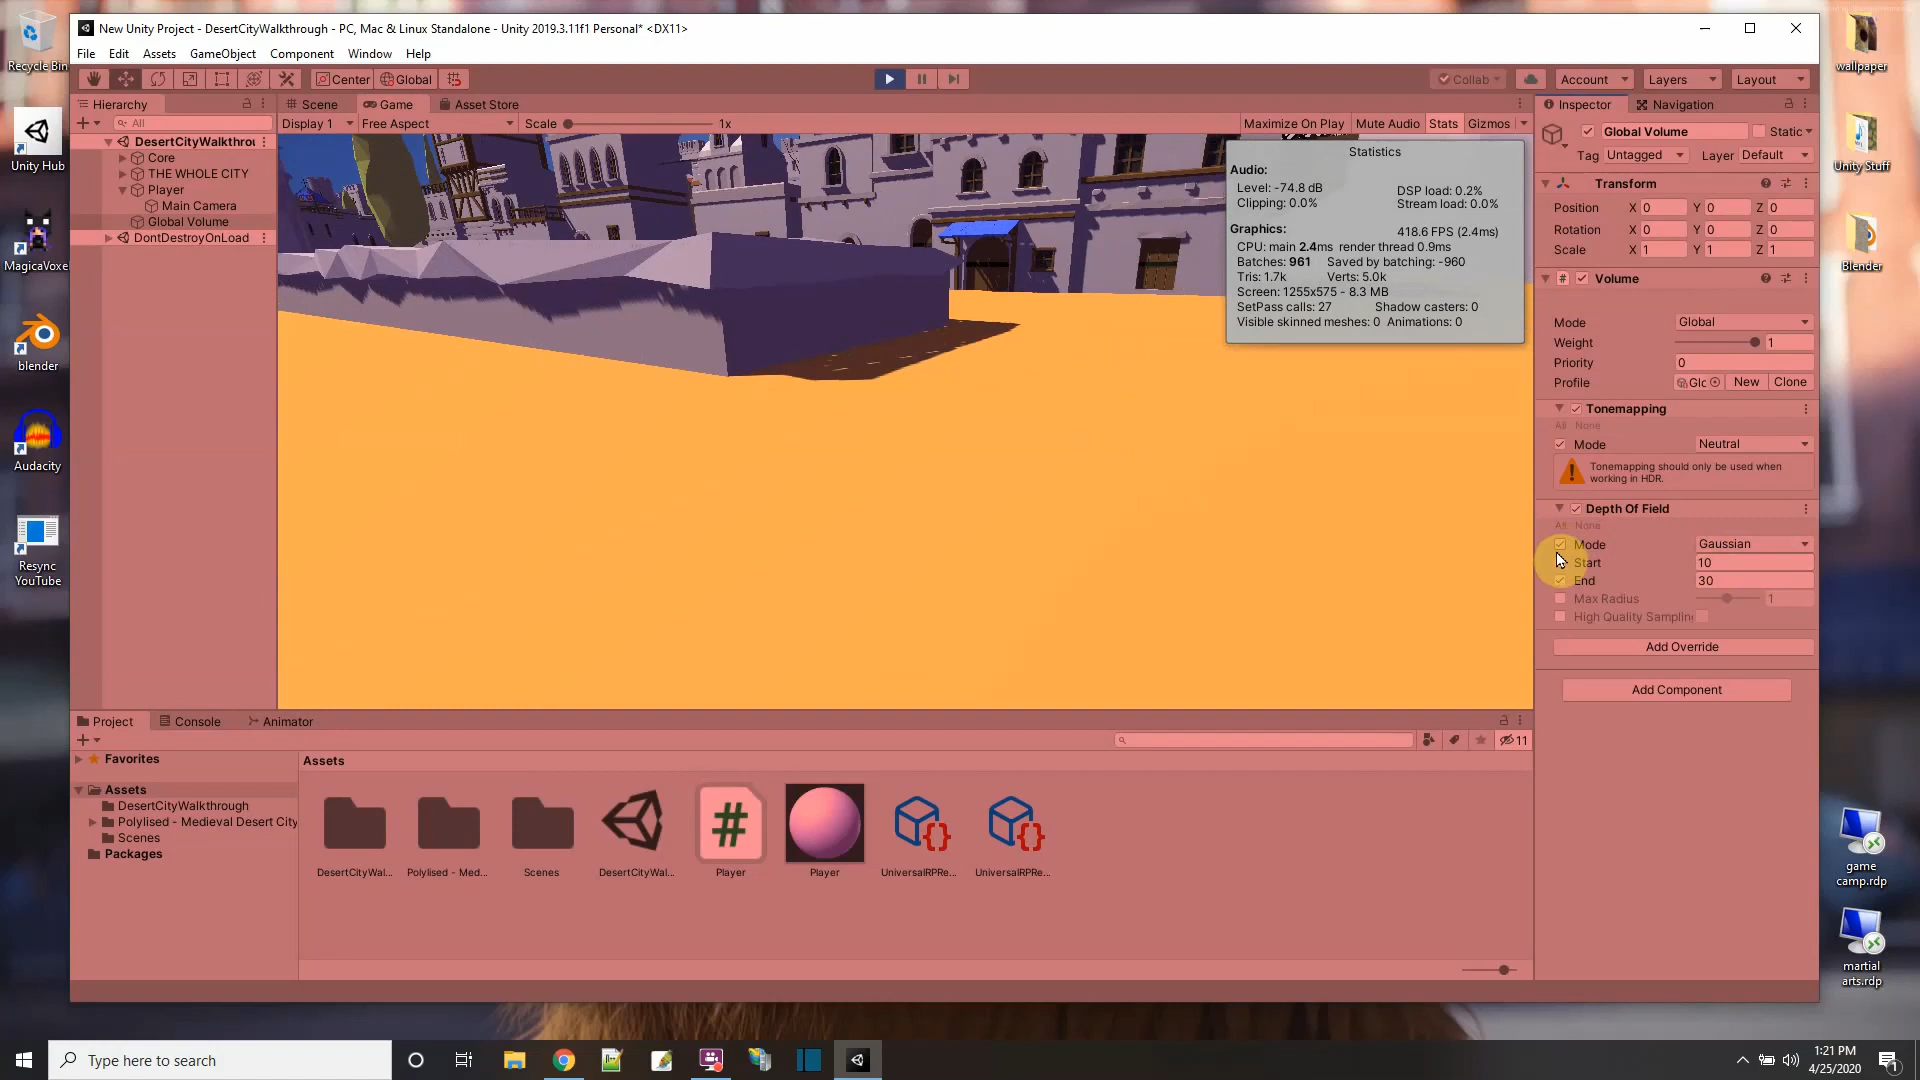 Recycle Bin
Unity Hub
MagicaVoxel
blender
Audacity
Resync
YouTube
New Unity Project - DesertCityWalkthrough - PC, Mac & Linux Standalone - Unity 2019.3.11f1 Personal* <DX11>
File Edit Assets GameObject Component Window Help
Center Global
Collab Account Layers Layout
Hierarchy
All
DesertCityWalkthrou
Core
THE WHOLE CITY
Player
Main Camera
Global Volume
DontDestroyOnLoad
Scene Game Asset Store
Display 1 Free Aspect Scale 1x Maximize On Play Mute Audio Stats Gizmos
Statistics
Audio:
Level: -74.8 dB DSP load: 0.2%
Clipping: 0.0% Stream load: 0.0%
Graphics: 418.6 FPS (2.4ms)
CPU: main 2.4ms render thread 0.9ms
Batches: 961 Saved by batching: -960
Tris: 1.7k Verts: 5.0k
Screen: 1255x575 - 8.3 MB
SetPass calls: 27 Shadow casters: 0
Visible skinned meshes: 0 Animations: 0
Inspector Navigation
Global Volume Static
Tag Untagged Layer Default
Transform
Position X 0 Y 0 Z 0
Rotation X 0 Y 0 Z 0
Scale X 1 Y 1 Z 1
# Volume
Mode Global
Weight 1
Priority 0
Profile Glc New Clone
Tonemapping
All None
Mode Neutral
Tonemapping should only be used when
working in HDR.
Depth Of Field
All None
Mode Gaussian
Start 10
End 30
Max Radius 1
High Quality Samplin
Add Override
Add Component
Project Console Animator
11
Favorites
Assets
DesertCityWalkthrough
Polylised - Medieval Desert City
Scenes
Packages
Assets
DesertCityWal...
Polylised - Med...
Scenes
DesertCityWal...
#
Player
Player
{}
UniversalRPRe...
{}
UniversalRPRe...
wallpaper
Unity Stuff
Blender
game
camp.rdp
martial
arts.rdp
Type here to search
1:21 PM
4/25/2020
1